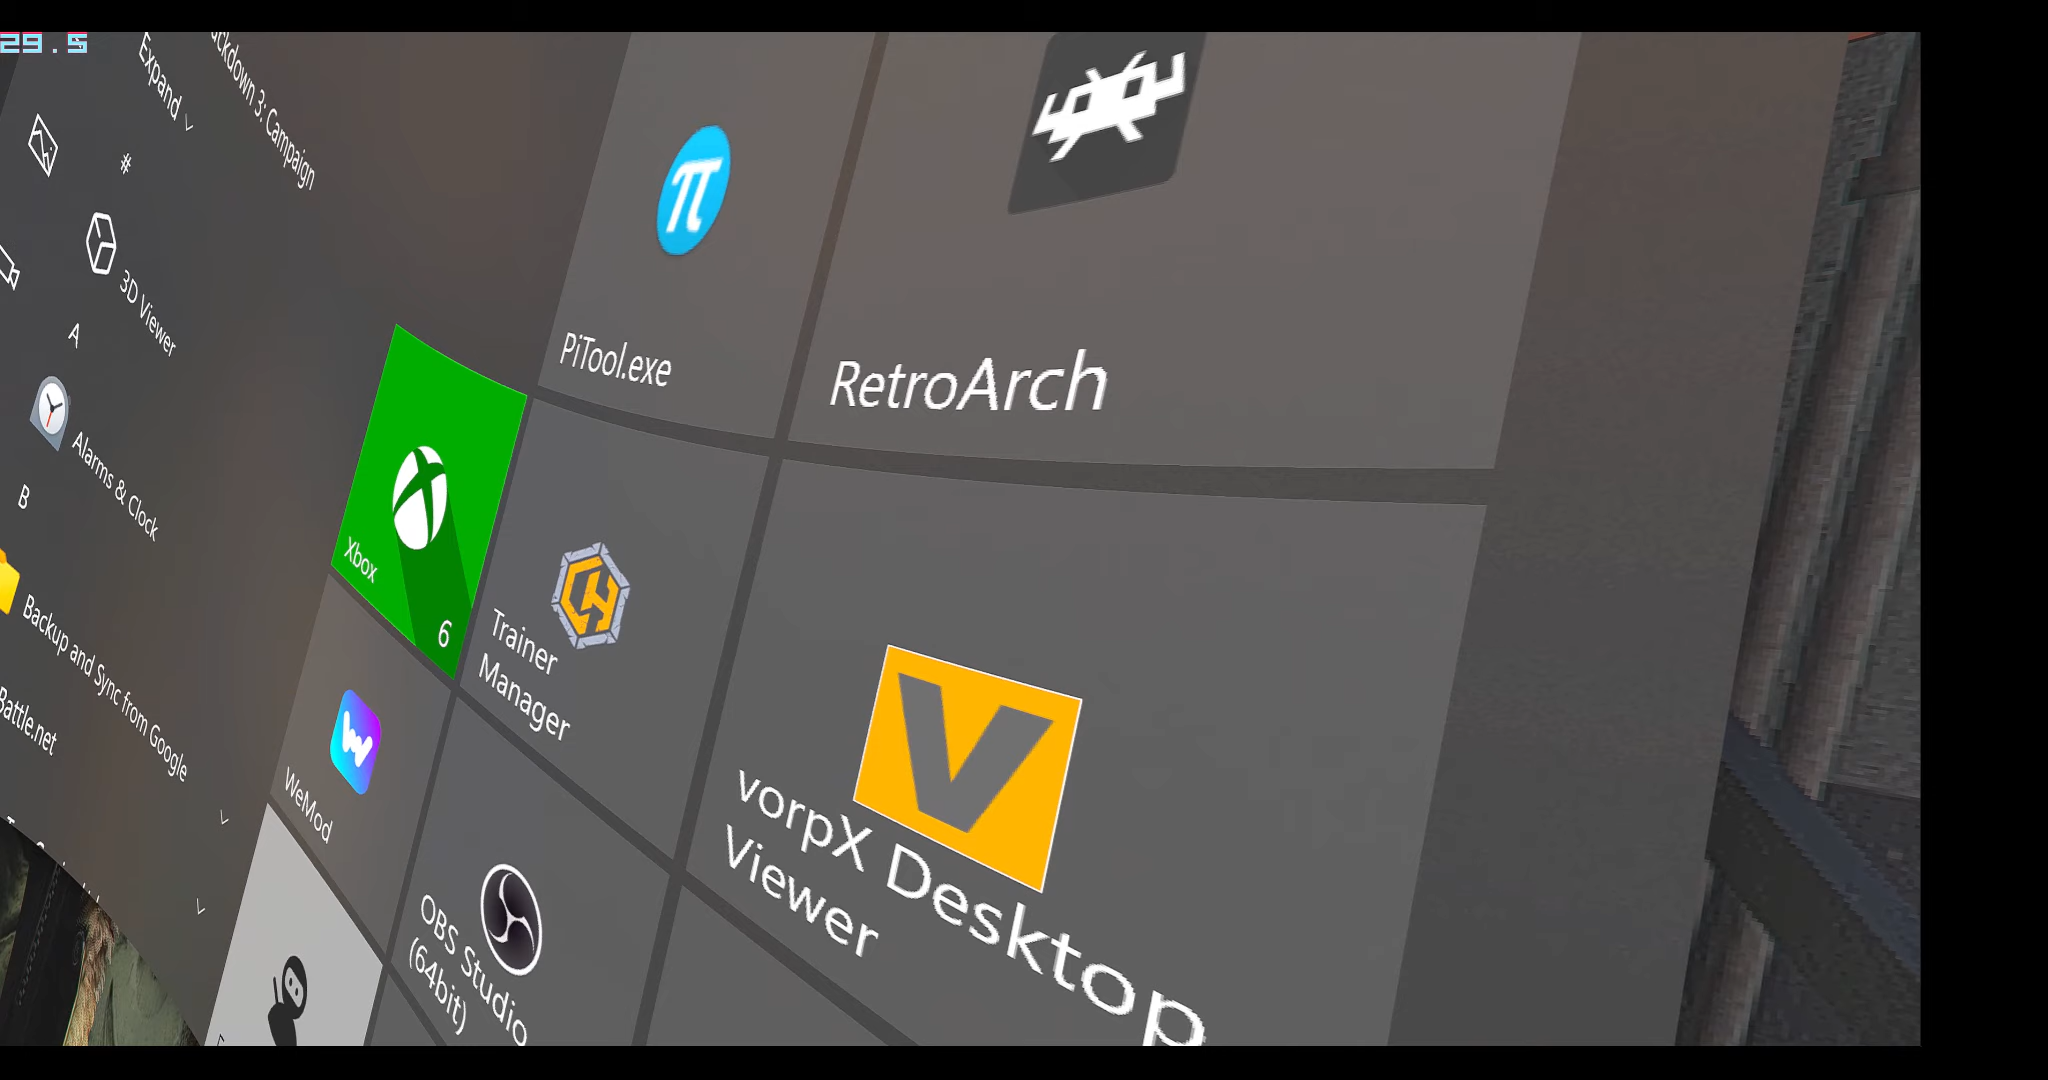 29.5
Expand
ckdown 3: Campaign
#
3D Viewer
A
Alarms & Clock
B
Backup and Sync from Google
Battle.net
PiTool.exe
RetroArch
Xbox
6
Trainer
Manager
WeMod
vorpX Desktop
Viewer
OBS Studio
(64bit)